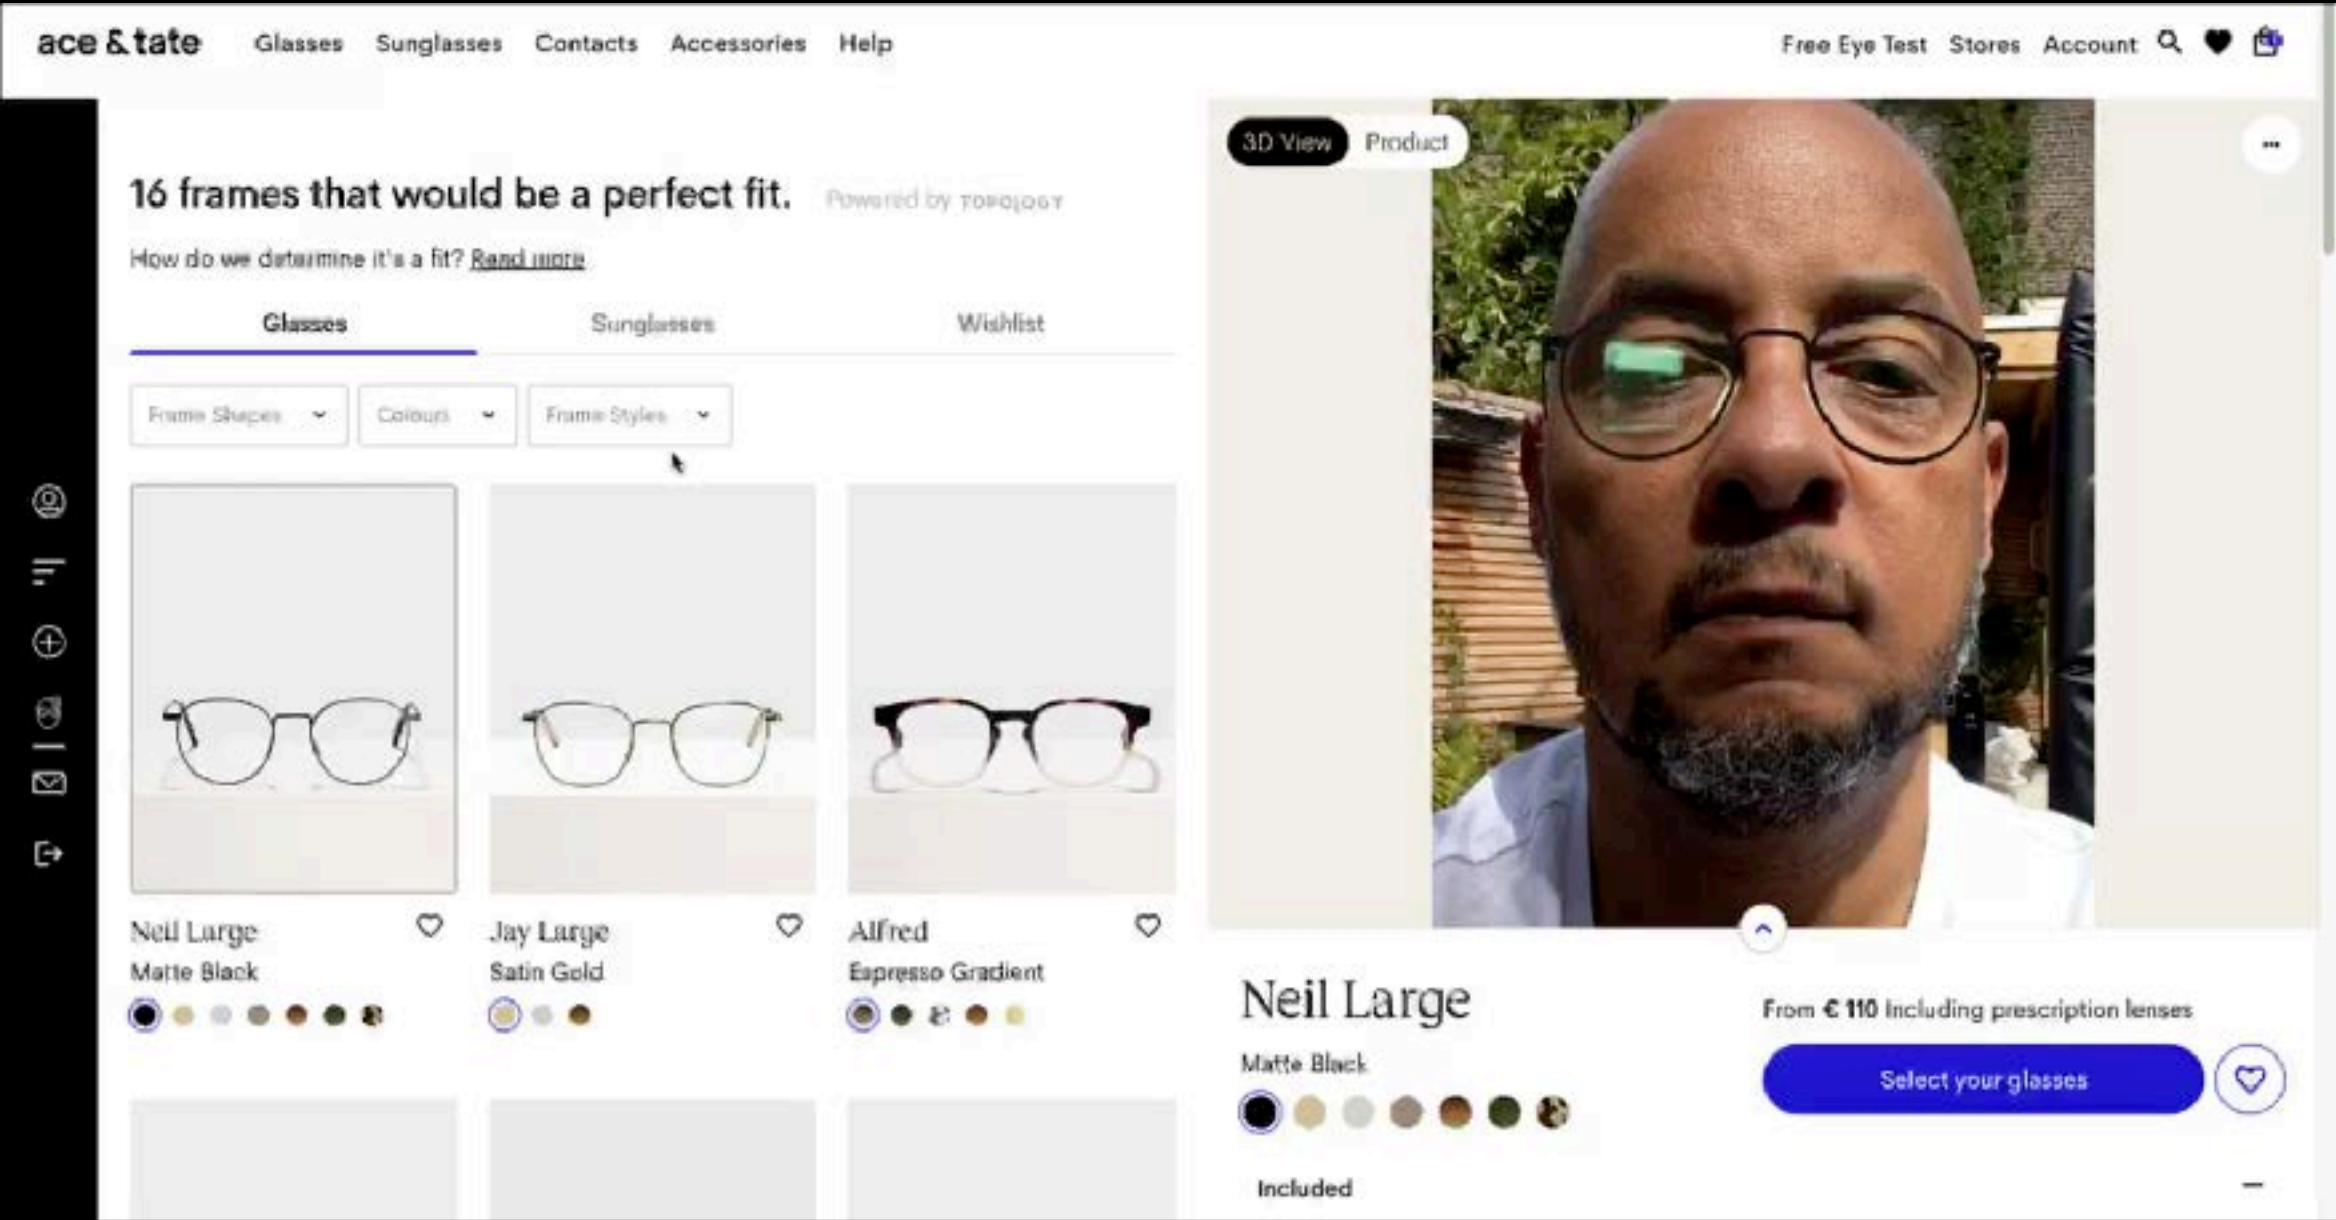 ace & tate
Glasses
Sunglasses
Contacts
Accessories
Help
Free Eye Test
Stores
Account
16 frames that would be a perfect fit.
Powered by TOPOLOGY
How do we determine it's a fit? Read more
Glasses
Sunglasses
Wishlist
Frame Shapes
Colours
Frame Styles
Neil Large
Matte Black
Jay Large
Satin Gold
Alfred
Espresso Gradient
3D View
Product
Neil Large
From € 110 Including prescription lenses
Matte Black
Select your glasses
Included